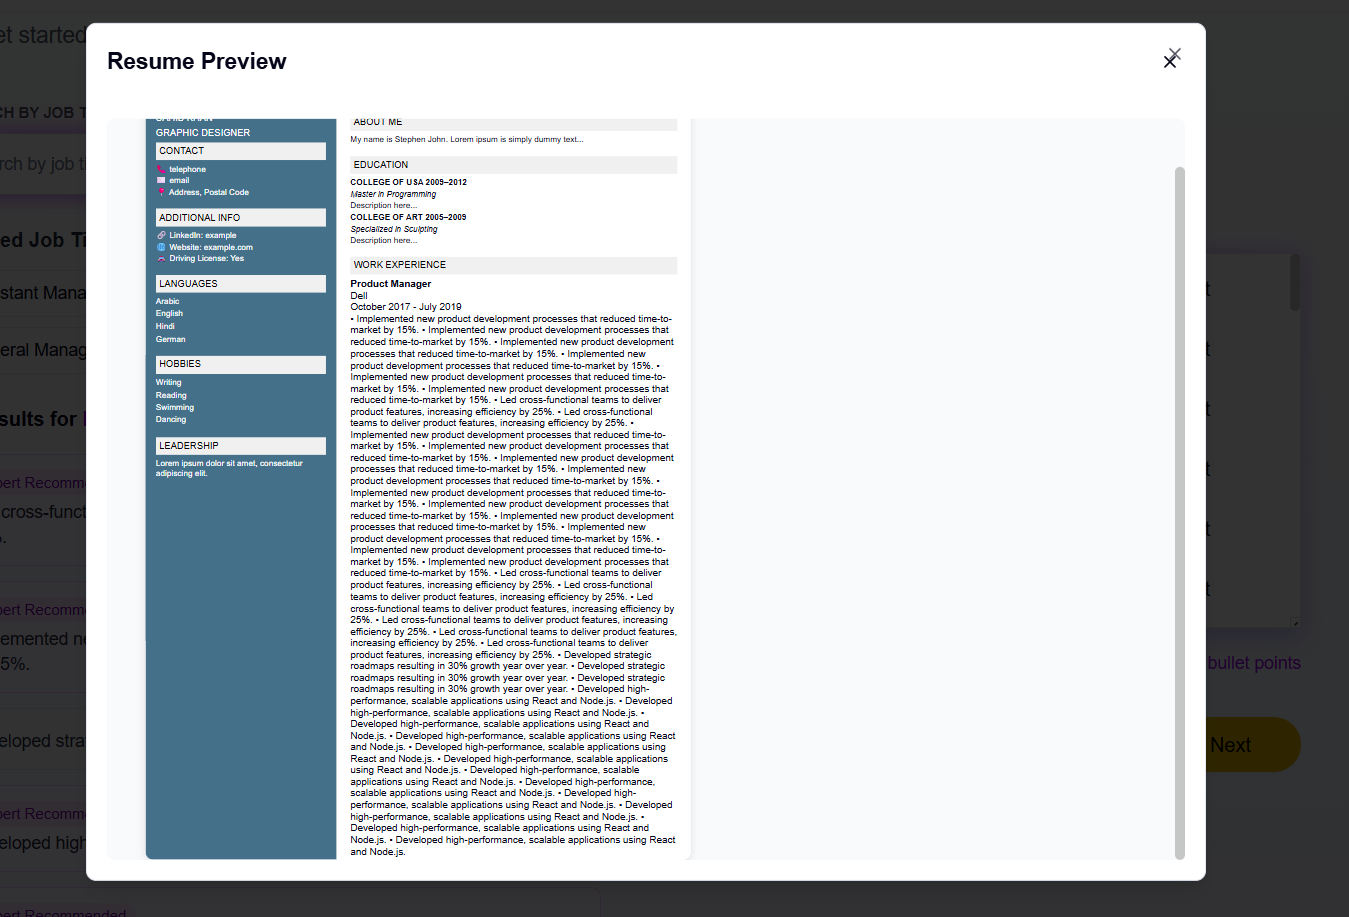 et started
Resume Preview
CH BY JOB T
rch by job ti
ed Job Ti
stant Mana
eral Manag
sults for
pert Recomm
cross-funct
pert Recomm
emented ne
5%.
eloped stra
pert Recomm
eloped high
pert Recommended
GRAPHIC DESIGNER
CONTACT
telephone
email
Address, Postal Code
ADDITIONAL INFO
LinkedIn: example
Website: example.com
Driving License: Yes
LANGUAGES
Arabic
English
Hindi
German
HOBBIES
Writing
Reading
Swimming
Dancing
LEADERSHIP
Lorem ipsum dolor sit amet, consectetur
adipiscing elit.
ABOUT ME
My name is Stephen John. Lorem ipsum is simply dummy text...
EDUCATION
COLLEGE OF USA 2009–2012
Master in Programming
Description here...
COLLEGE OF ART 2005–2009
Specialized in Sculpting
Description here...
WORK EXPERIENCE
Product Manager
Dell
October 2017 - July 2019
• Implemented new product development processes that reduced time-to-
market by 15%. • Implemented new product development processes that
reduced time-to-market by 15%. • Implemented new product development
processes that reduced time-to-market by 15%. • Implemented new
product development processes that reduced time-to-market by 15%. •
Implemented new product development processes that reduced time-to-
market by 15%. • Implemented new product development processes that
reduced time-to-market by 15%. • Led cross-functional teams to deliver
product features, increasing efficiency by 25%. • Led cross-functional
teams to deliver product features, increasing efficiency by 25%. •
Implemented new product development processes that reduced time-to-
market by 15%. • Implemented new product development processes that
reduced time-to-market by 15%. • Implemented new product development
processes that reduced time-to-market by 15%. • Implemented new
product development processes that reduced time-to-market by 15%. •
Implemented new product development processes that reduced time-to-
market by 15%. • Implemented new product development processes that
reduced time-to-market by 15%. • Implemented new product development
processes that reduced time-to-market by 15%. • Implemented new
product development processes that reduced time-to-market by 15%. •
Implemented new product development processes that reduced time-to-
market by 15%. • Implemented new product development processes that
reduced time-to-market by 15%. • Led cross-functional teams to deliver
product features, increasing efficiency by 25%. • Led cross-functional
teams to deliver product features, increasing efficiency by 25%. • Led
cross-functional teams to deliver product features, increasing efficiency by
25%. • Led cross-functional teams to deliver product features, increasing
efficiency by 25%. • Led cross-functional teams to deliver product features,
increasing efficiency by 25%. • Led cross-functional teams to deliver
product features, increasing efficiency by 25%. • Developed strategic
roadmaps resulting in 30% growth year over year. • Developed strategic
roadmaps resulting in 30% growth year over year. • Developed strategic
roadmaps resulting in 30% growth year over year. • Developed high-
performance, scalable applications using React and Node.js. • Developed
high-performance, scalable applications using React and Node.js. •
Developed high-performance, scalable applications using React and
Node.js. • Developed high-performance, scalable applications using React
and Node.js. • Developed high-performance, scalable applications using
React and Node.js. • Developed high-performance, scalable applications
using React and Node.js. • Developed high-performance, scalable
applications using React and Node.js. • Developed high-performance,
scalable applications using React and Node.js. • Developed high-
performance, scalable applications using React and Node.js. • Developed
high-performance, scalable applications using React and Node.js. •
Developed high-performance, scalable applications using React and
Node.js. • Developed high-performance, scalable applications using React
and Node.js.
t
t
t
t
t
t
bullet points
Next